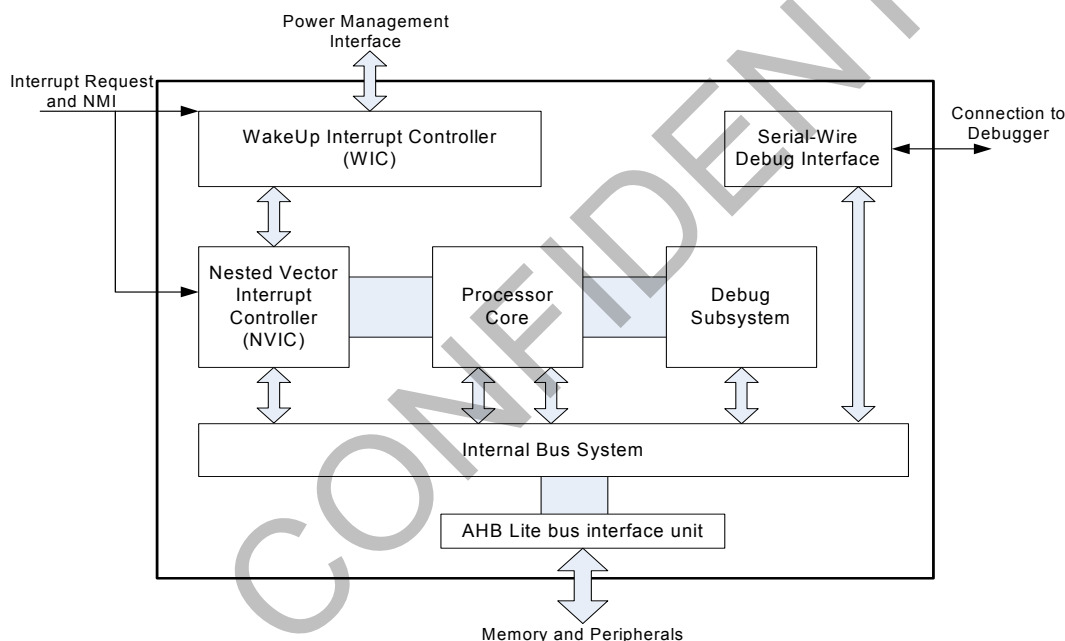 Power Management
Interface
Interrupt Request
and NMI
WakeUp Interrupt Controller
(WIC)
Serial-Wire
Debug Interface
Connection to
Debugger
Nested Vector
Interrupt
Controller
(NVIC)
Processor
Core
Debug
Subsystem
Internal Bus System
AHB Lite bus interface unit
Memory and Peripherals
CONFIDENT